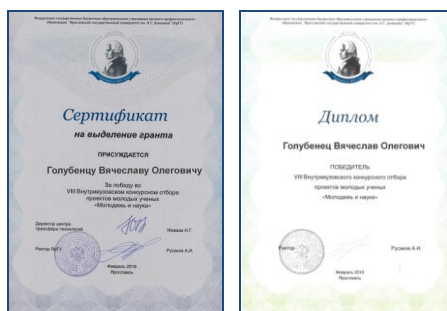 Сертификат
на выделение гранта
ПРИСУЖДАЕТСЯ
Голубенцу Вячеславу Олеговичу
За победу во
VIII Внутривузовском конкурсном отборе
проектов молодых ученых
«Молодежь и наука»
Директор центра
трансфера технологий
Ректор ЯрГУ
Русаков А.И.
Февраль 2016
Ярославль
Диплом
Голубенец Вячеслав Олегович
ПОБЕДИТЕЛЬ
VIII Внутривузовского конкурсного отбора
проектов молодых ученых
«Молодежь и наука»
Ректор
Русаков А.И.
Февраль 2016
Ярославль